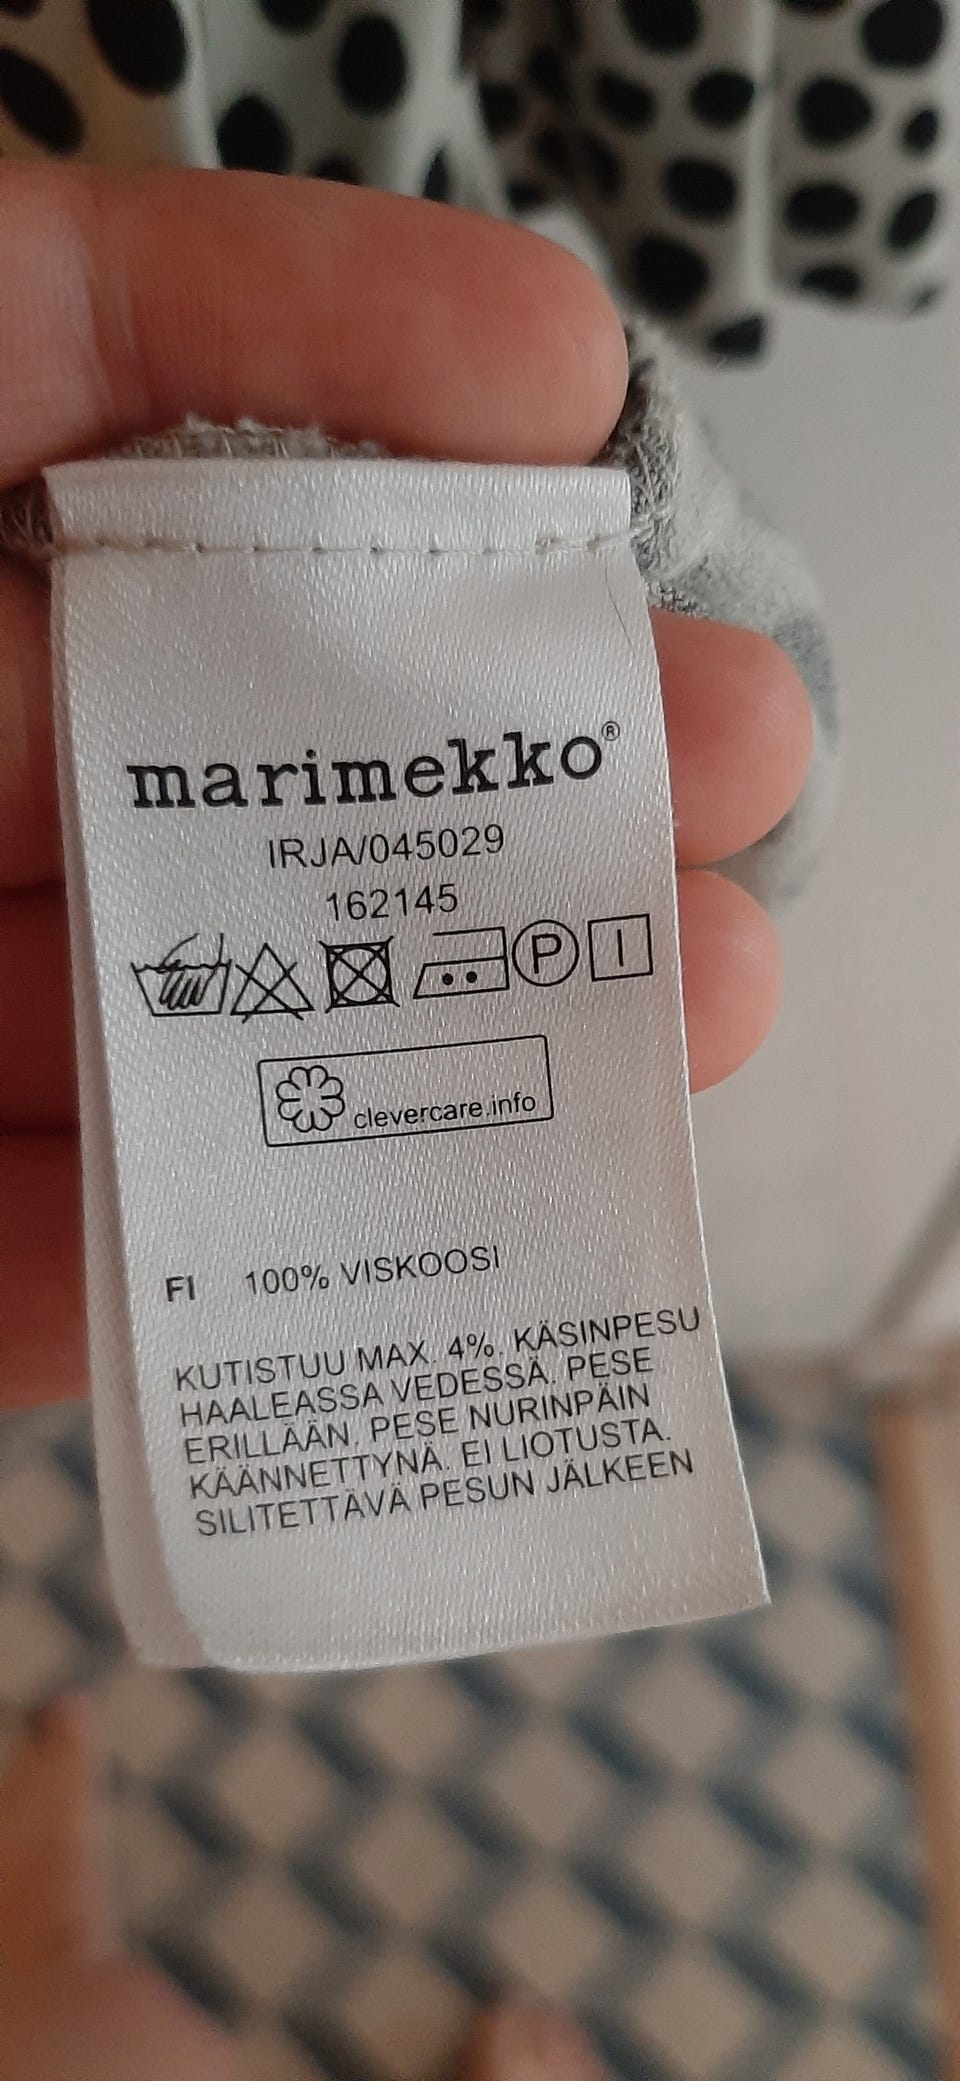 marimekko®
IRJA/045029
162145
P
clevercare.info
FI 100% VISKOOSI
KUTISTUU MAX. 4%. KÄSINPESU
HAALEASSA VEDESSÄ. PESE
ERILLÄÄN. PESE NURINPÄIN
KÄÄNNETTYNÄ. EI LIOTUSTA.
SILITETTÄVÄ PESUN JÄLKEEN